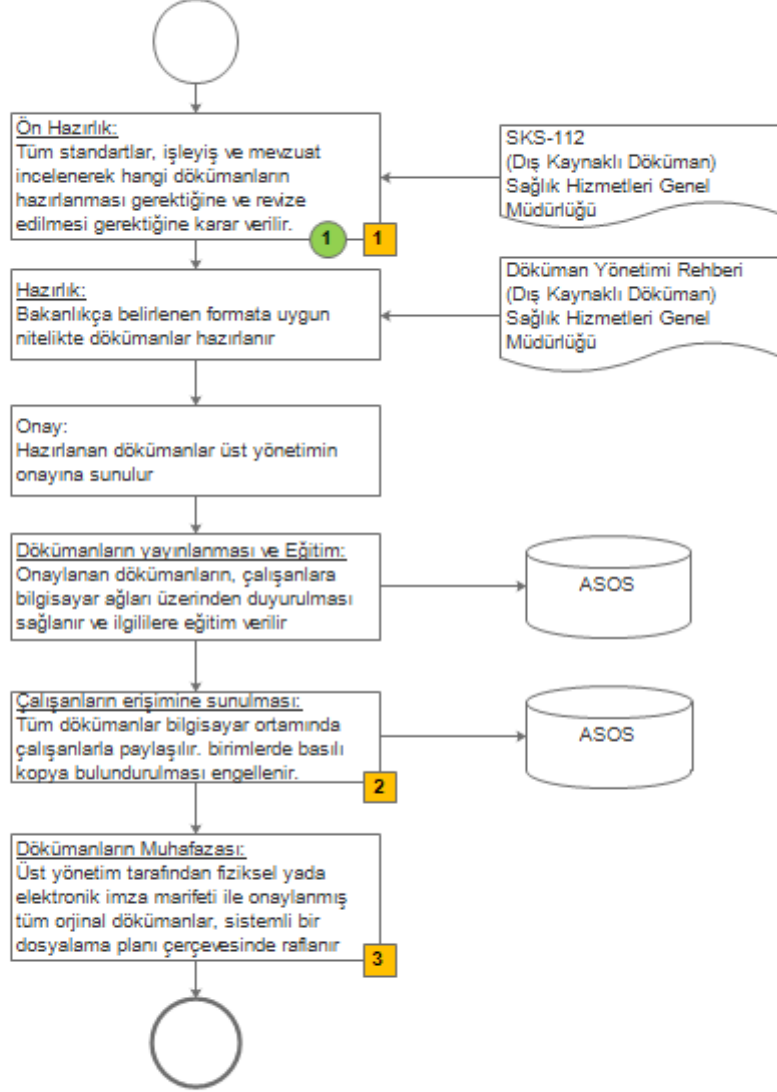 Ön Hazırlık:
Tüm standartlar, işleyiş ve mevzuat
incelenerek hangi dökümanların
hazırlanması gerektiğine ve revize
edilmesi gerektiğine karar verilir.
1
1
SKS-112
(Dış Kaynaklı Döküman)
Sağlık Hizmetleri Genel
Müdürlüğü
Hazırlık:
Bakanlıkça belirlenen formata uygun
nitelikte dökümanlar hazırlanır
Döküman Yönetimi Rehberi
(Dış Kaynaklı Döküman)
Sağlık Hizmetleri Genel
Müdürlüğü
Onay:
Hazırlanan dökümanlar üst yönetimin
onayına sunulur
Dökümanların yayınlanması ve Eğitim:
Onaylanan dökümanların, çalışanlara
bilgisayar ağları üzerinden duyurulması
sağlanır ve ilgililere eğitim verilir
ASOS
Çalışanların erişimine sunulması:
Tüm dökümanlar bilgisayar ortamında
çalışanlarla paylaşılır. birimlerde basılı
kopya bulundurulması engellenir.
2
ASOS
Dökümanların Muhafazası:
Üst yönetim tarafından fiziksel yada
elektronik imza marifeti ile onaylanmış
tüm orjinal dökümanlar, sistemli bir
dosyalama planı çerçevesinde raflanır
3